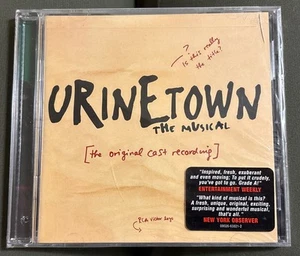 Is this really
the title?
URINETOWN
THE MUSICAL
[the original cast recording]
"Inspired, fresh, exuberant
and even moving; To put it crudely,
you've got to go. Grade A!"
ENTERTAINMENT WEEKLY
"What kind of musical is this?
A fresh, unique, original, exciting,
surprising and wonderful musical,
that's all."
NEW YORK OBSERVER
RCA Victor logo